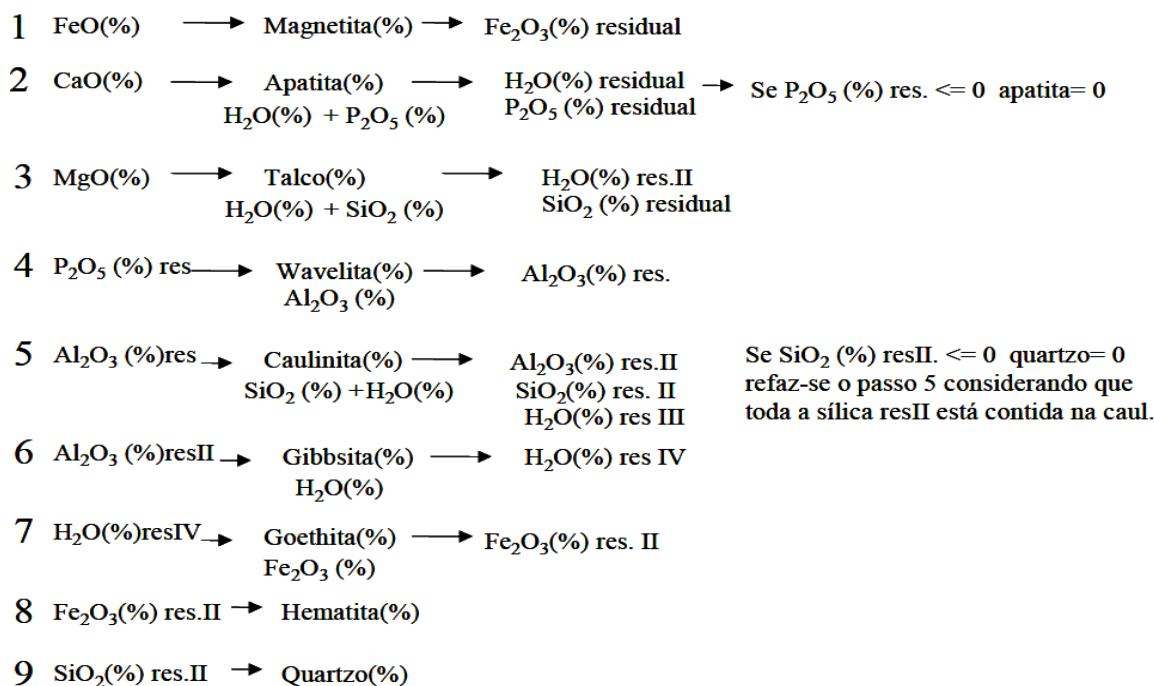 1 FeO(%) → Magnetita(%) → Fe₂O₃(%) residual
2 CaO(%) → Apatita(%) → H₂O(%) residual → Se P₂O₅ (%) res. <= 0 apatita= 0
H₂O(%) + P₂O₅ (%) P₂O₅ (%) residual
3 MgO(%) → Talco(%) → H₂O(%) res.II
H₂O(%) + SiO₂ (%) SiO₂ (%) residual
4 P₂O₅ (%) res → Wavelita(%) → Al₂O₃(%) res.
Al₂O₃ (%)
5 Al₂O₃ (%)res → Caulinita(%) → Al₂O₃(%) res.II Se SiO₂ (%) resII. <= 0 quartzo= 0
SiO₂ (%) +H₂O(%) SiO₂(%) res. II refaz-se o passo 5 considerando que
H₂O(%) res III toda a sílica resII está contida na caul.
6 Al₂O₃ (%)resII → Gibbsita(%) → H₂O(%) res IV
H₂O(%)
7 H₂O(%)resIV → Goethita(%) → Fe₂O₃(%) res. II
Fe₂O₃ (%)
8 Fe₂O₃(%) res.II → Hematita(%)
9 SiO₂(%) res.II → Quartzo(%)